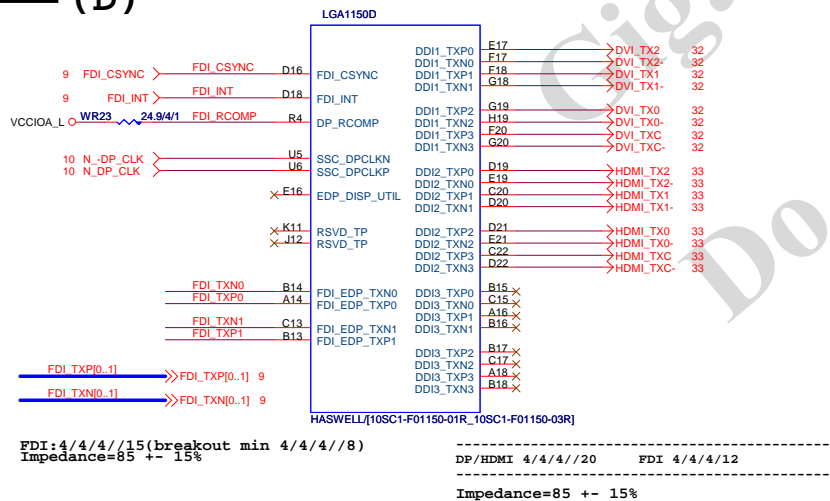 (D)
LGA1150D
9 FDI_CSYNC FDI_CSYNC D16 FDI_CSYNC
9 FDI_INT FDI_INT D18 FDI_INT
VCCIOA_L WR23 24.9/4/1 FDI_RCOMP R4 DP_RCOMP
10 N_-DP_CLK U5 SSC_DPCLKN
10 N_DP_CLK U6 SSC_DPCLKP
E16 EDP_DISP_UTIL
K11 RSVD_TP
J12 RSVD_TP
FDI_TXN0 B14 FDI_EDP_TXN0
FDI_TXP0 A14 FDI_EDP_TXP0
FDI_TXN1 C13 FDI_EDP_TXN1
FDI_TXP1 B13 FDI_EDP_TXP1
DDI1_TXP0 E17 DVI_TX2 32
DDI1_TXN0 F17 DVI_TX2- 32
DDI1_TXP1 F18 DVI_TX1 32
DDI1_TXN1 G18 DVI_TX1- 32
DDI1_TXP2 G19 DVI_TX0 32
DDI1_TXN2 H19 DVI_TX0- 32
DDI1_TXP3 F20 DVI_TXC 32
DDI1_TXN3 G20 DVI_TXC- 32
DDI2_TXP0 D19 HDMI_TX2 33
DDI2_TXN0 E19 HDMI_TX2- 33
DDI2_TXP1 C20 HDMI_TX1 33
DDI2_TXN1 D20 HDMI_TX1- 33
DDI2_TXP2 D21 HDMI_TX0 33
DDI2_TXN2 E21 HDMI_TX0- 33
DDI2_TXP3 C22 HDMI_TXC 33
DDI2_TXN3 D22 HDMI_TXC- 33
DDI3_TXP0 B15
DDI3_TXN0 C15
DDI3_TXP1 A16
DDI3_TXN1 B16
DDI3_TXP2 B17
DDI3_TXN2 C17
DDI3_TXP3 A18
DDI3_TXN3 B18
FDI_TXP[0..1] FDI_TXP[0..1] 9
FDI_TXN[0..1] FDI_TXN[0..1] 9
HASWELL/[10SC1-F01150-01R_10SC1-F01150-03R]
FDI:4/4/4//15(breakout min 4/4/4//8)
Impedance=85 +- 15%
DP/HDMI 4/4/4//20 FDI 4/4/4/12
Impedance=85 +- 15%
Do